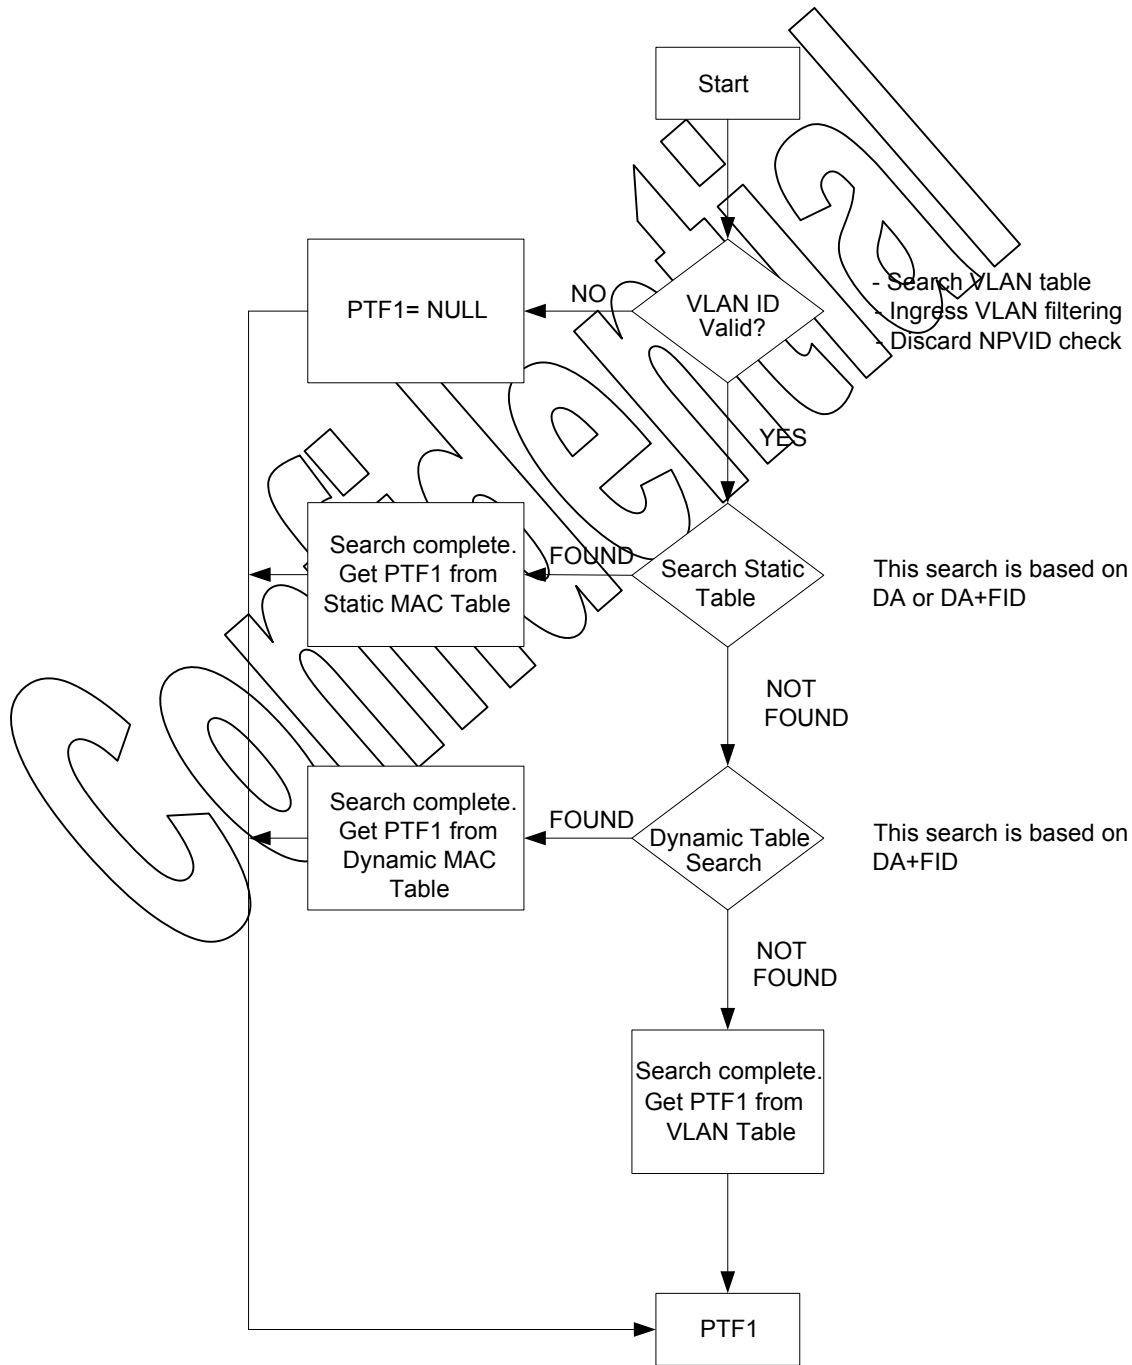 Start
Confidential
PTF1= NULL
NO
VLAN ID
Valid?
- Search VLAN table
- Ingress VLAN filtering
- Discard NPVID check
YES
Search complete.
Get PTF1 from
Static MAC Table
FOUND
Search Static
Table
This search is based on
DA or DA+FID
NOT
FOUND
Search complete.
Get PTF1 from
Dynamic MAC
Table
FOUND
Dynamic Table
Search
This search is based on
DA+FID
NOT
FOUND
Search complete.
Get PTF1 from
VLAN Table
PTF1